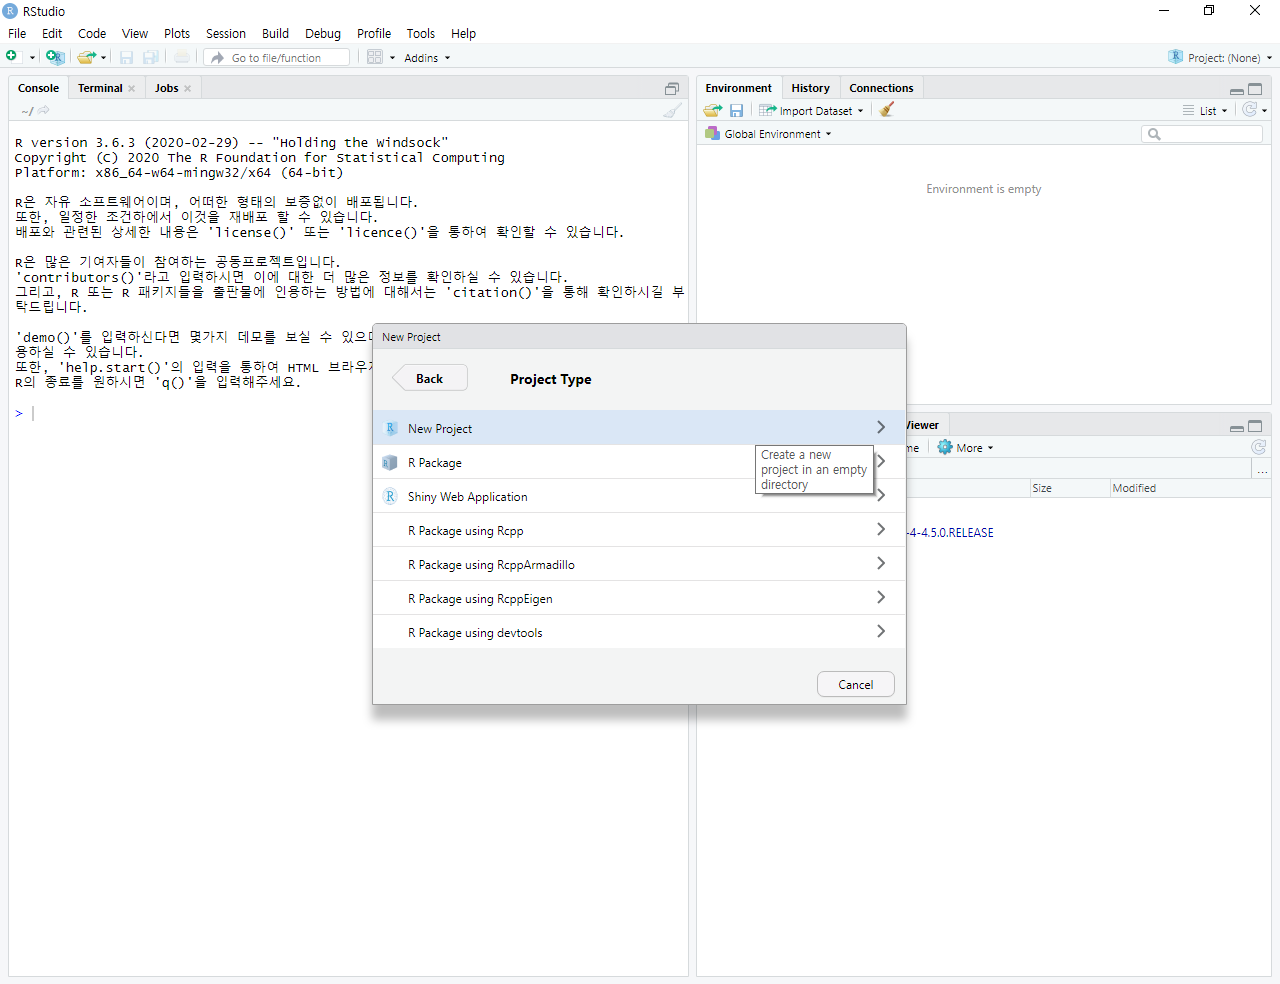 RStudio
File Edit Code View Plots Session Build Debug Profile Tools Help
Go to file/function Addins Project: (None)
Console Terminal Jobs
~/
R version 3.6.3 (2020-02-29) -- "Holding the Windsock"
Copyright (C) 2020 The R Foundation for Statistical Computing
Platform: x86_64-w64-mingw32/x64 (64-bit)
R은 자유 소프트웨어이며, 어떠한 형태의 보증없이 배포됩니다.
또한, 일정한 조건하에서 이것을 재배포 할 수 있습니다.
배포와 관련된 상세한 내용은 'license()' 또는 'licence()'을 통하여 확인할 수 있습니다.
R은 많은 기여자들이 참여하는 공동프로젝트입니다.
'contributors()'라고 입력하시면 이에 대한 더 많은 정보를 확인하실 수 있습니다.
그리고, R 또는 R 패키지들을 출판물에 인용하는 방법에 대해서는 'citation()'을 통해 확인하시길 부
탁드립니다.
'demo()'를 입력하신다면 몇가지 데모를 보실 수 있으며
용하실 수 있습니다.
또한, 'help.start()'의 입력을 통하여 HTML 브라우저
R의 종료를 원하시면 'q()'을 입력해주세요.
>
Environment History Connections
Import Dataset List
Global Environment
Environment is empty
New Project
Back Project Type
New Project
Create a new
project in an empty
directory
R Package
Shiny Web Application
R Package using Rcpp
R Package using RcppArmadillo
R Package using RcppEigen
R Package using devtools
Cancel
Viewer
me More
...
Size Modified
-4-4.5.0.RELEASE